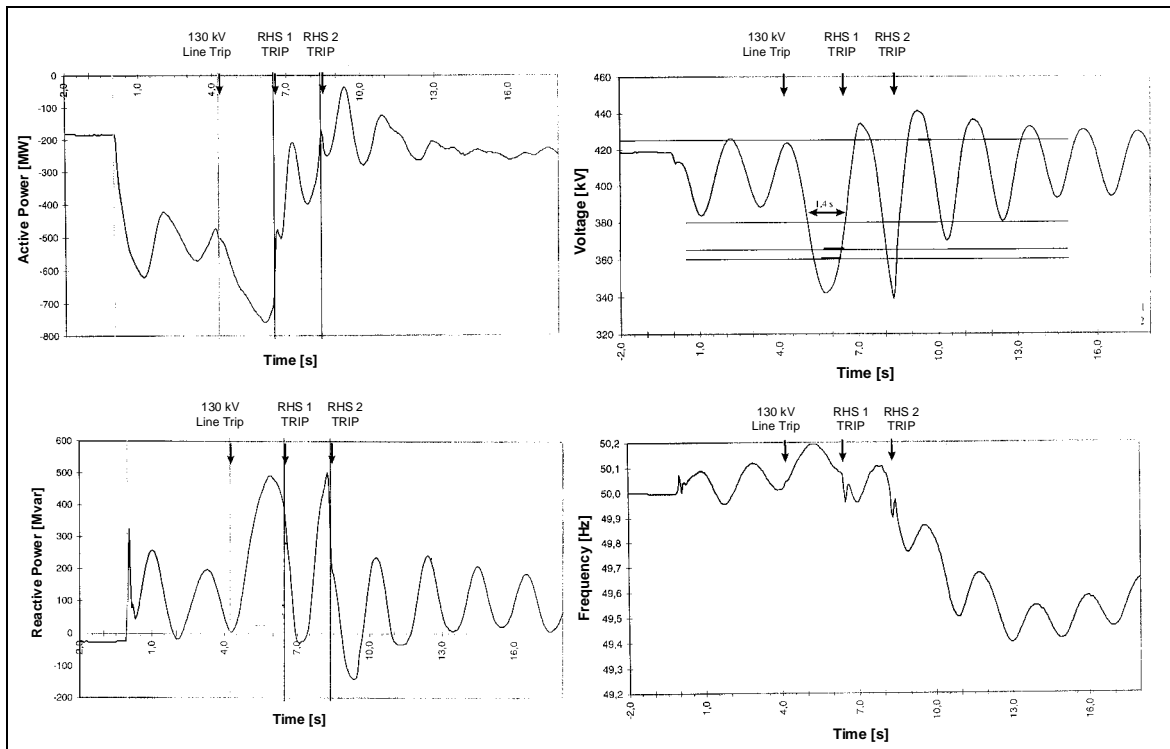 130 kV
Line Trip
RHS 1
TRIP
RHS 2
TRIP
0
-100
-200
-300
-400
-500
-600
-700
-800
-2,0
1,0
4,0
7,0
10,0
13,0
16,0
Active Power [MW]
Time [s]
130 kV
Line Trip
RHS 1
TRIP
RHS 2
TRIP
460
440
420
400
380
360
340
320
1,4 s
1
2
-2,0
1,0
4,0
7,0
10,0
13,0
16,0
Voltage [kV]
Time [s]
130 kV
Line Trip
RHS 1
TRIP
RHS 2
TRIP
600
500
400
300
200
100
0
-100
-200
-2,0
1,0
4,0
7,0
10,0
13,0
16,0
Reactive Power [Mvar]
Time [s]
130 kV
Line Trip
RHS 1
TRIP
RHS 2
TRIP
50,2
50,1
50,0
49,9
49,8
49,7
49,6
49,5
49,4
49,3
49,2
-2,0
1,0
4,0
7,0
10,0
13,0
16,0
Frequency [Hz]
Time [s]